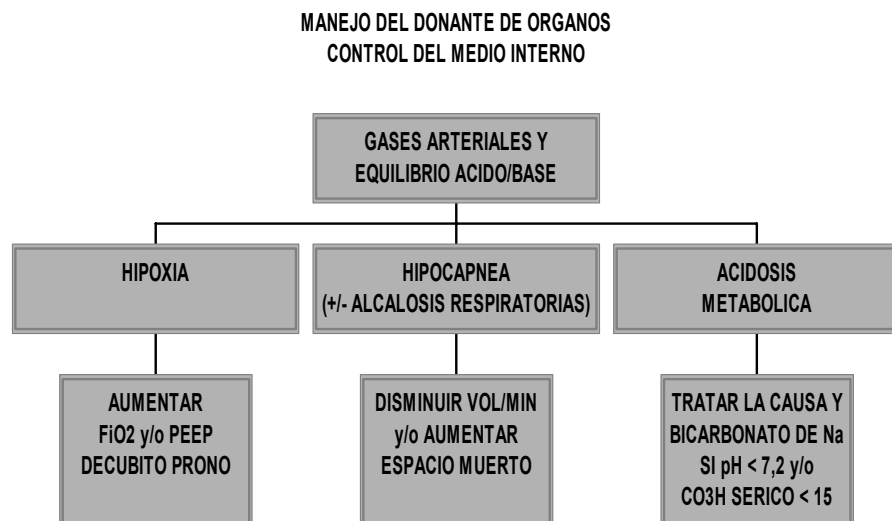 MANEJO DEL DONANTE DE ORGANOS
CONTROL DEL MEDIO INTERNO
GASES ARTERIALES Y
EQUILIBRIO ACIDO/BASE
HIPOXIA
HIPOCAPNEA
(+/- ALCALOSIS RESPIRATORIAS)
ACIDOSIS
METABOLICA
AUMENTAR
FiO2 y/o PEEP
DECUBITO PRONO
DISMINUIR VOL/MIN
y/o AUMENTAR
ESPACIO MUERTO
TRATAR LA CAUSA Y
BICARBONATO DE Na
SI pH < 7,2 y/o
CO3H SERICO < 15